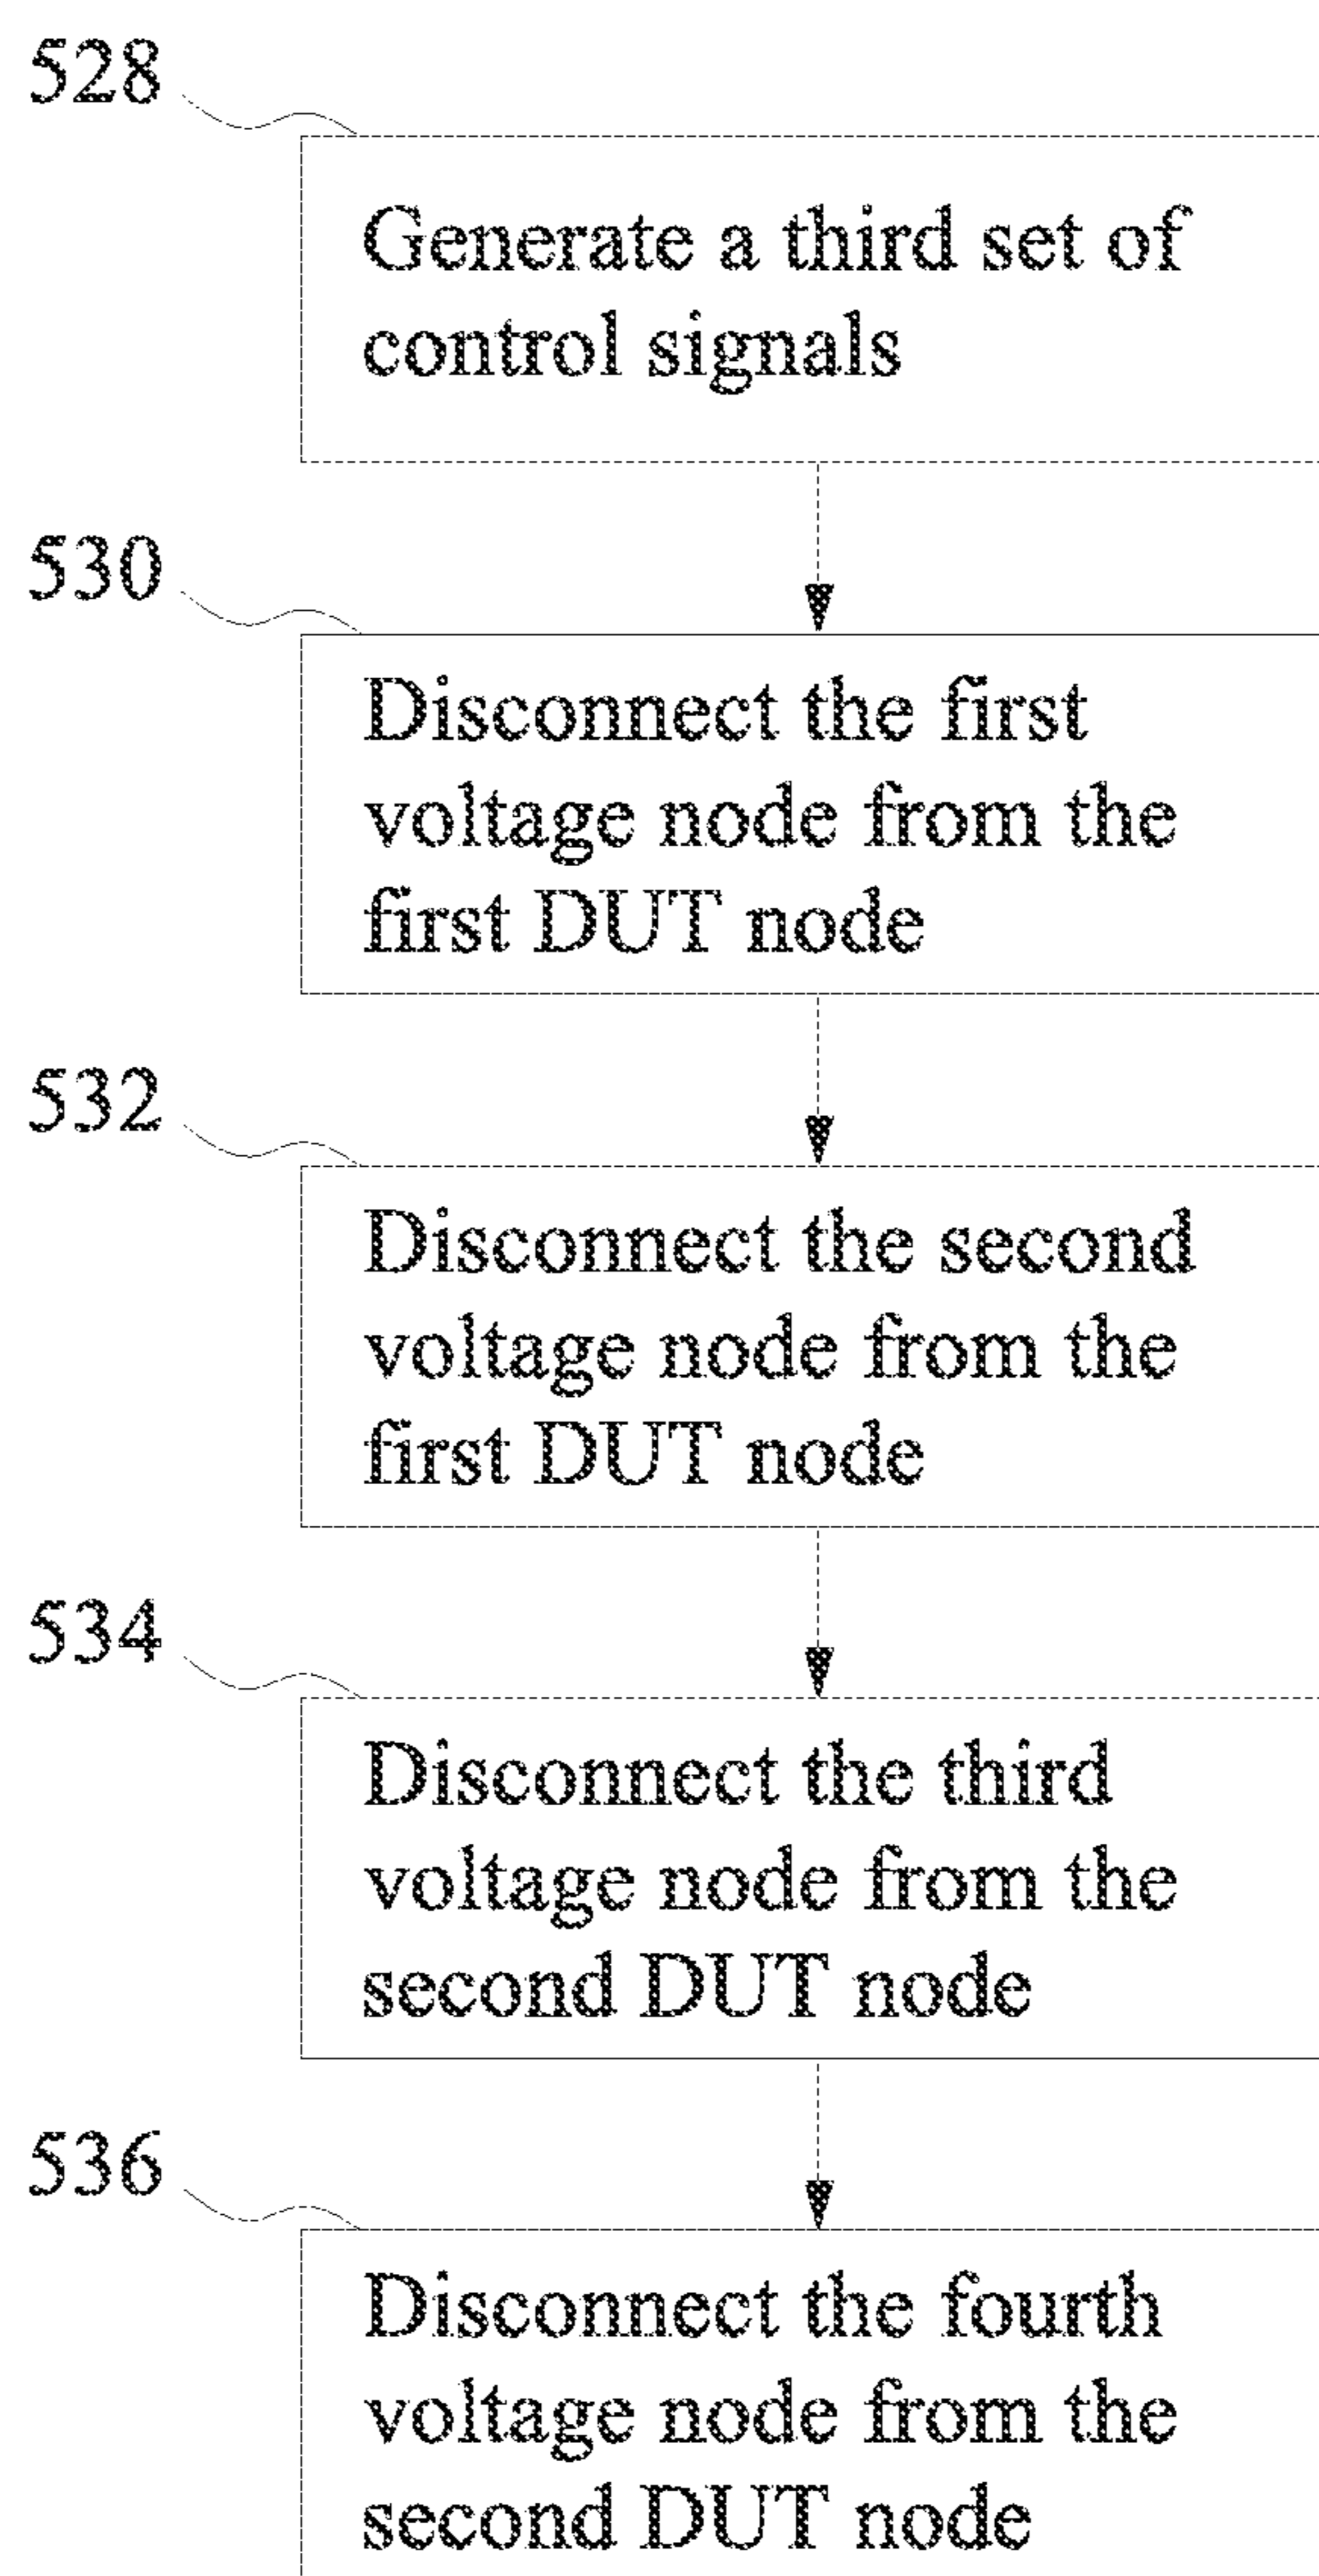 528
Generate a third set of
control signals
530
Disconnect the first
voltage node from the
first DUT node
532
Disconnect the second
voltage node from the
first DUT node
534
Disconnect the third
voltage node from the
second DUT node
536
Disconnect the fourth
voltage node from the
second DUT node